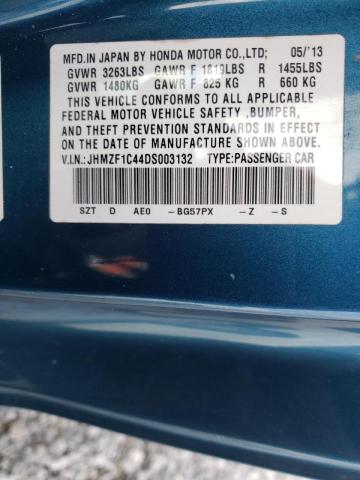 MFD.IN JAPAN BY HONDA MOTOR CO.,LTD; 05/'13
GVWR 3263LBS GAWR F 1819LBS R 1455LBS
GVWR 1480KG GAWR F 825 KG R 660 KG
THIS VEHICLE CONFORMS TO ALL APPLICABLE
FEDERAL MOTOR VEHICLE SAFETY ,BUMPER,
AND THEFT PREVENTION STANDARDS IN EFFECT
ON THE DATE OF MANUFACTURE SHOWN ABOVE.
V.I.N.:JHMZF1C44DS003132 TYPE:PASSENGER CAR
SZT D AE0 -BG57PX -Z -S